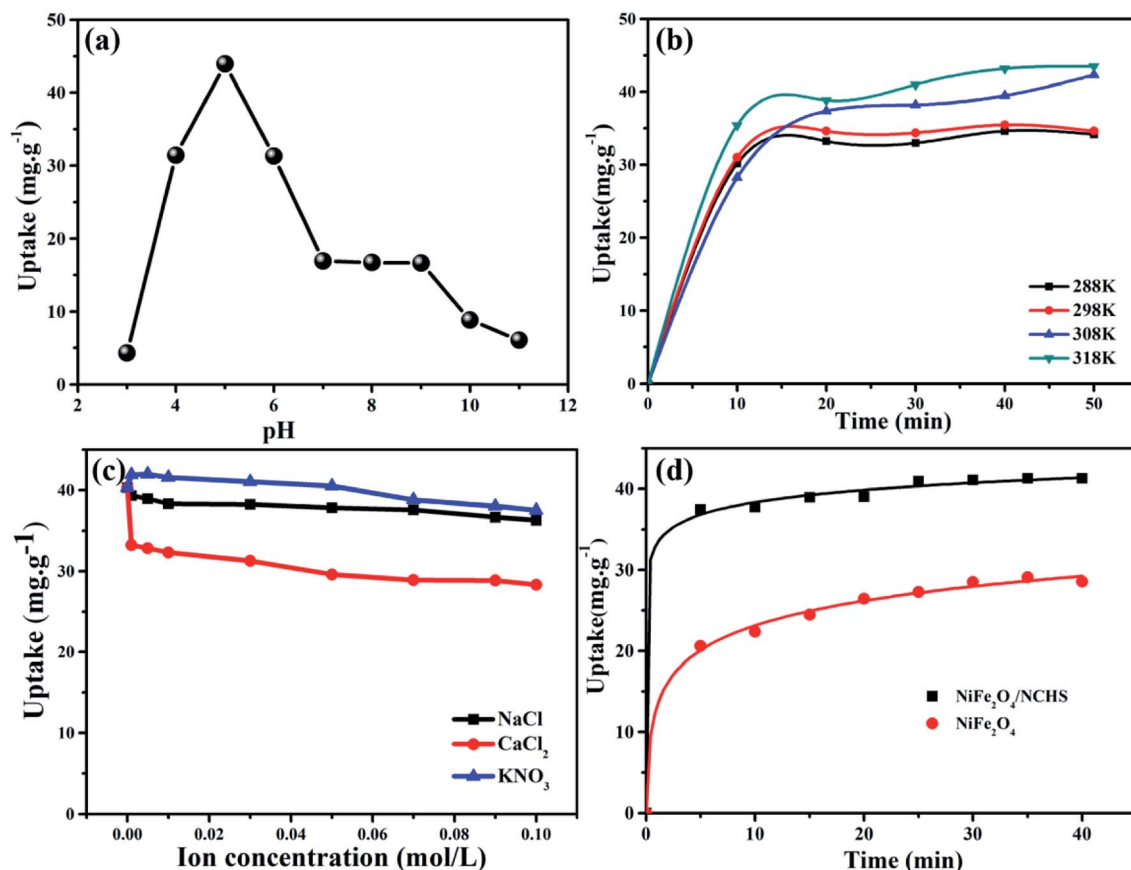 (a)
Uptake (mg.g⁻¹)
50
40
30
20
10
0
2 4 6 8 10 12
pH
(b)
Uptake(mg.g⁻¹)
50
40
30
20
10
0
288K
298K
308K
318K
0 10 20 30 40 50
Time (min)
(c)
Uptake (mg.g⁻¹)
40
30
20
10
0
NaCl
CaCl₂
KNO₃
0.00 0.02 0.04 0.06 0.08 0.10
Ion concentration (mol/L)
(d)
Uptake(mg.g⁻¹)
40
30
20
10
0
NiFe₂O₄/NCHS
NiFe₂O₄
0 10 20 30 40
Time (min)